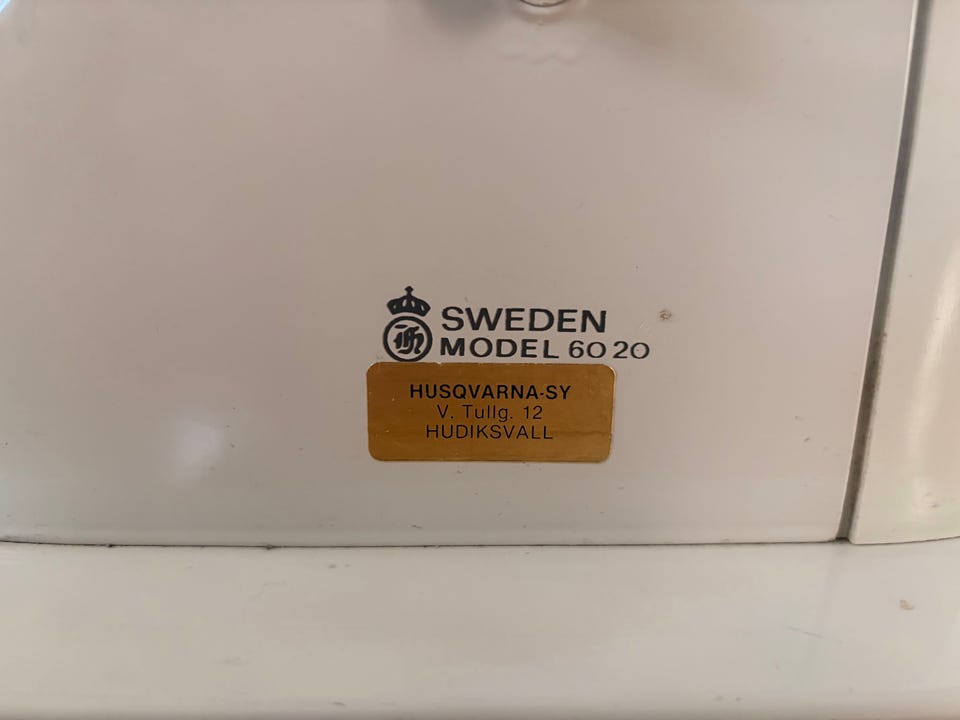 SWEDEN
MODEL 6020
HUSQVARNA-SY
V. Tullg. 12
HUDIKSVALL